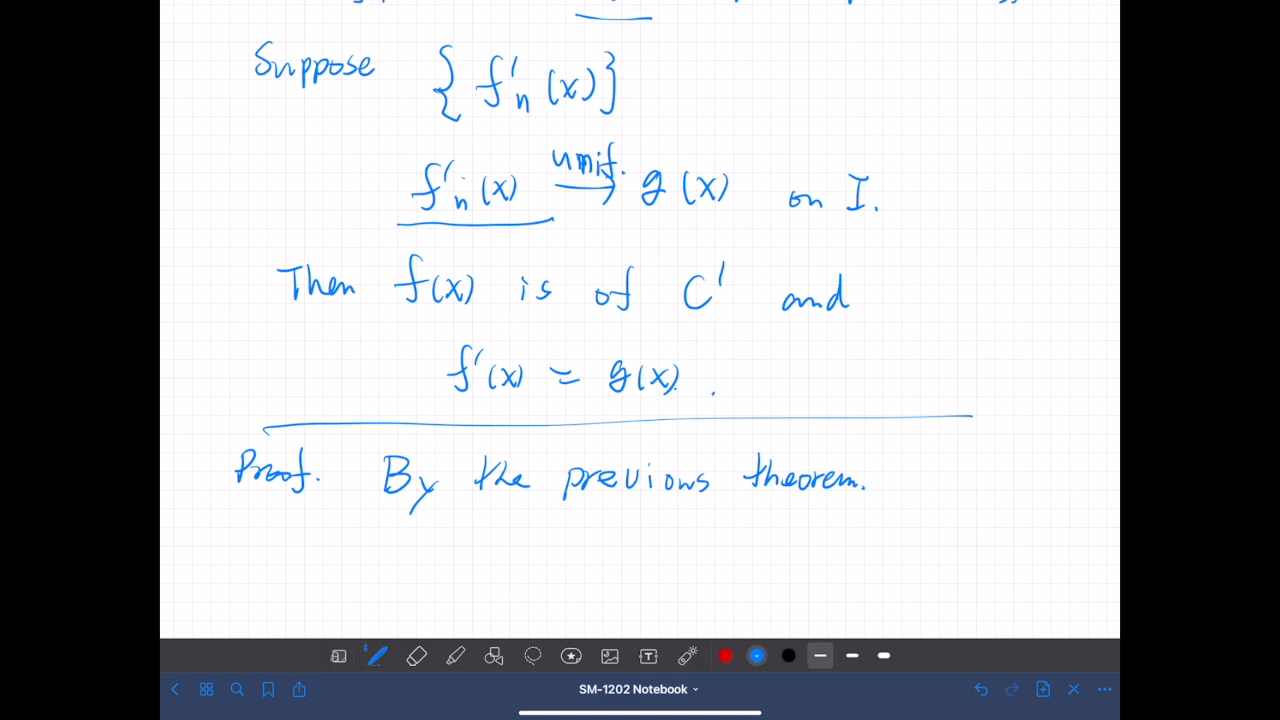 Suppose {f'n(x)}
f'n(x) unif.→ g(x) on I.
Then f(x) is of C' and
f'(x) = g(x).
Proof. By the previous theorem.
SM-1202 Notebook